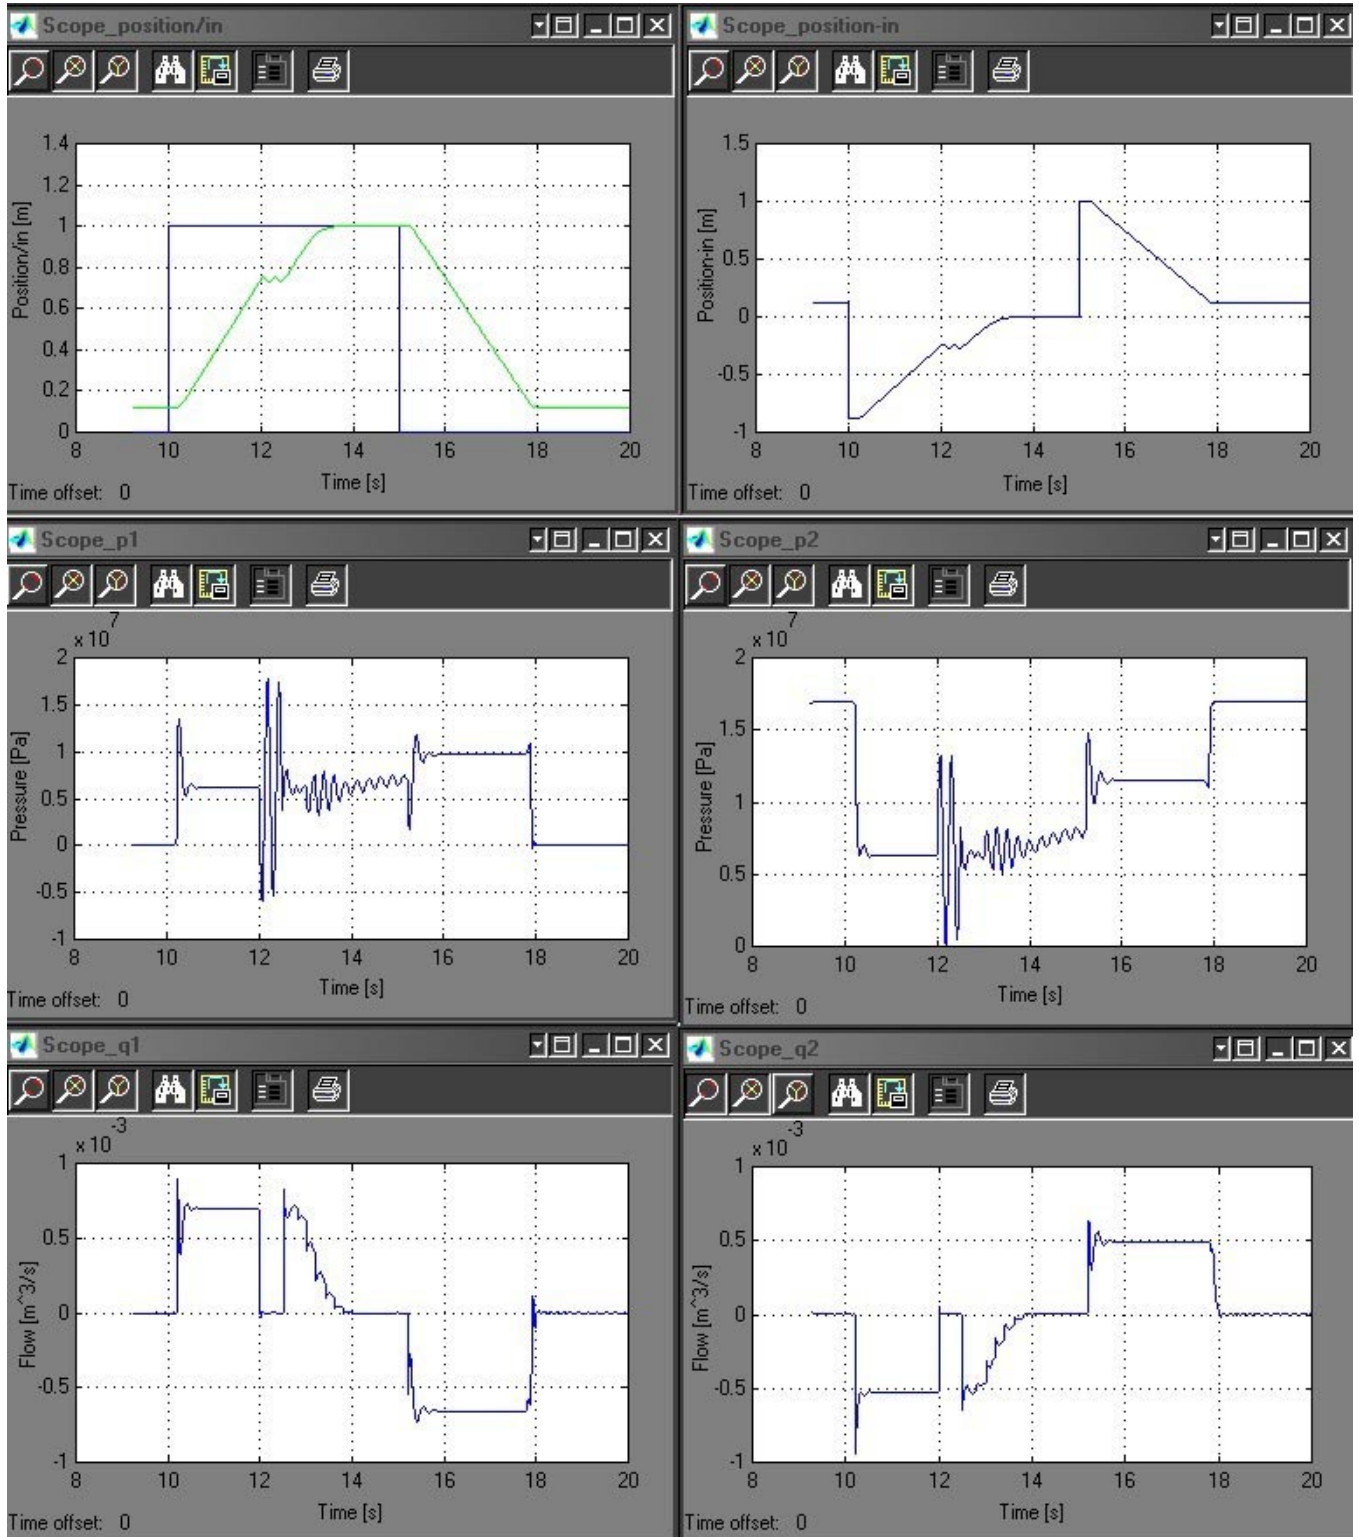 Scope_position/in
1.4
1.2
1
0.8
0.6
0.4
0.2
0
Position/in [m]
8 10 12 14 16 18 20
Time [s]
Time offset: 0
Scope_position-in
1.5
1
0.5
0
-0.5
-1
Position-in [m]
8 10 12 14 16 18 20
Time [s]
Time offset: 0
Scope_p1
x 10 7
2
1.5
1
0.5
0
-0.5
-1
Pressure [Pa]
8 10 12 14 16 18 20
Time [s]
Time offset: 0
Scope_p2
x 10 7
2
1.5
1
0.5
0
Pressure [Pa]
8 10 12 14 16 18 20
Time [s]
Time offset: 0
Scope_q1
x 10 -3
1
0.5
0
-0.5
-1
Flow [m^3/s]
8 10 12 14 16 18 20
Time [s]
Time offset: 0
Scope_q2
x 10 -3
1
0.5
0
-0.5
-1
Flow [m^3/s]
8 10 12 14 16 18 20
Time [s]
Time offset: 0